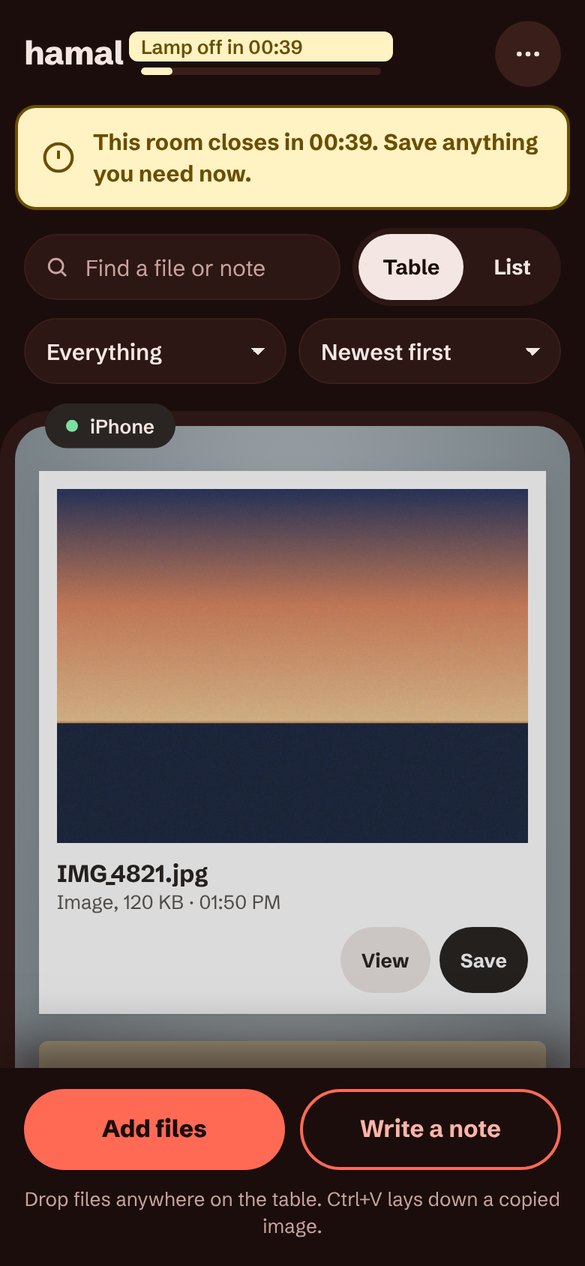 hamal
Lamp off in 00:39
This room closes in 00:39. Save anything
you need now.
Find a file or note
Table
List
Everything
Newest first
iPhone
IMG_4821.jpg
Image, 120 KB · 01:50 PM
View
Save
Add files
Write a note
Drop files anywhere on the table. Ctrl+V lays down a copied
image.